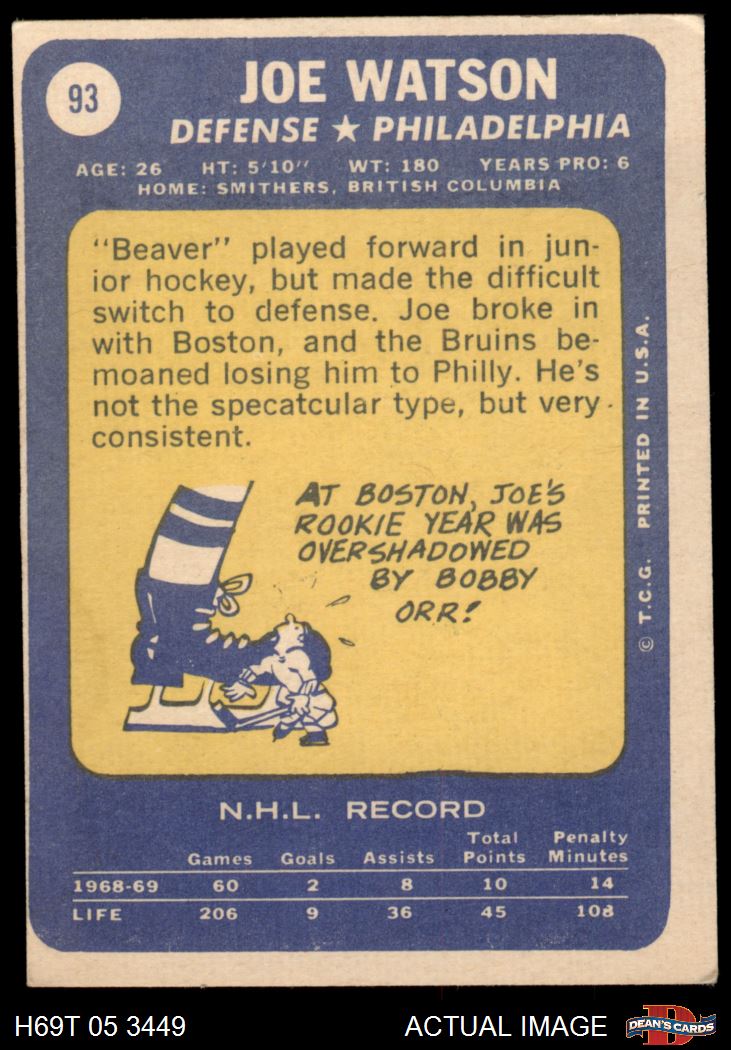 93
JOE WATSON
DEFENSE ★ PHILADELPHIA
AGE: 26 HT: 5'10'' WT: 180 YEARS PRO: 6
HOME: SMITHERS, BRITISH COLUMBIA
"Beaver" played forward in jun-
ior hockey, but made the difficult
switch to defense. Joe broke in
with Boston, and the Bruins be-
moaned losing him to Philly. He's
not the specatcular type, but very
consistent.
AT BOSTON, JOE'S
ROOKIE YEAR WAS
OVERSHADOWED
BY BOBBY
ORR!
© T.C.G. PRINTED IN U.S.A.
N.H.L. RECORD
Games Goals Assists Total Points Penalty Minutes
1968-69 60 2 8 10 14
LIFE 206 9 36 45 108
H69T 05 3449
ACTUAL IMAGE
D
DEAN'S CARDS